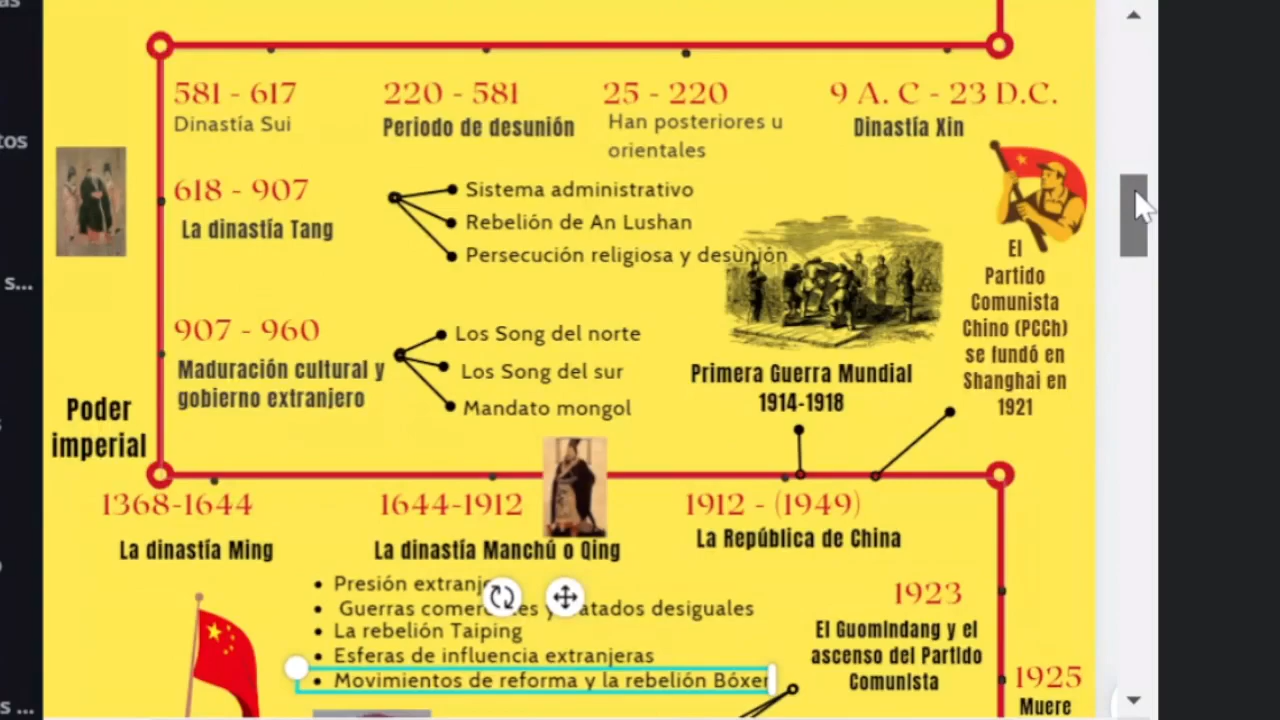 581 - 617
Dinastía Sui
220 - 581
Periodo de desunión
25 - 220
Han posteriores u
orientales
9 A. C - 23 D.C.
Dinastía Xin
618 - 907
La dinastía Tang
Sistema administrativo
Rebelión de An Lushan
Persecución religiosa y desunión
El
Partido
Comunista
Chino (PCCh)
se fundó en
Shanghai en
1921
907 - 960
Maduración cultural y
gobierno extranjero
Los Song del norte
Los Song del sur
Mandato mongol
Primera Guerra Mundial
1914-1918
Poder
imperial
1368-1644
La dinastía Ming
1644-1912
La dinastía Manchú o Qing
1912 - (1949)
La República de China
Presión
Guerras y desiguales
La rebelión Taiping
Esferas de influencia extranjeras
Movimientos de reforma y la rebelión Bóxer
1923
El Guomindang y el
ascenso del Partido
Comunista
1925
Muere
tos
s...
s ...